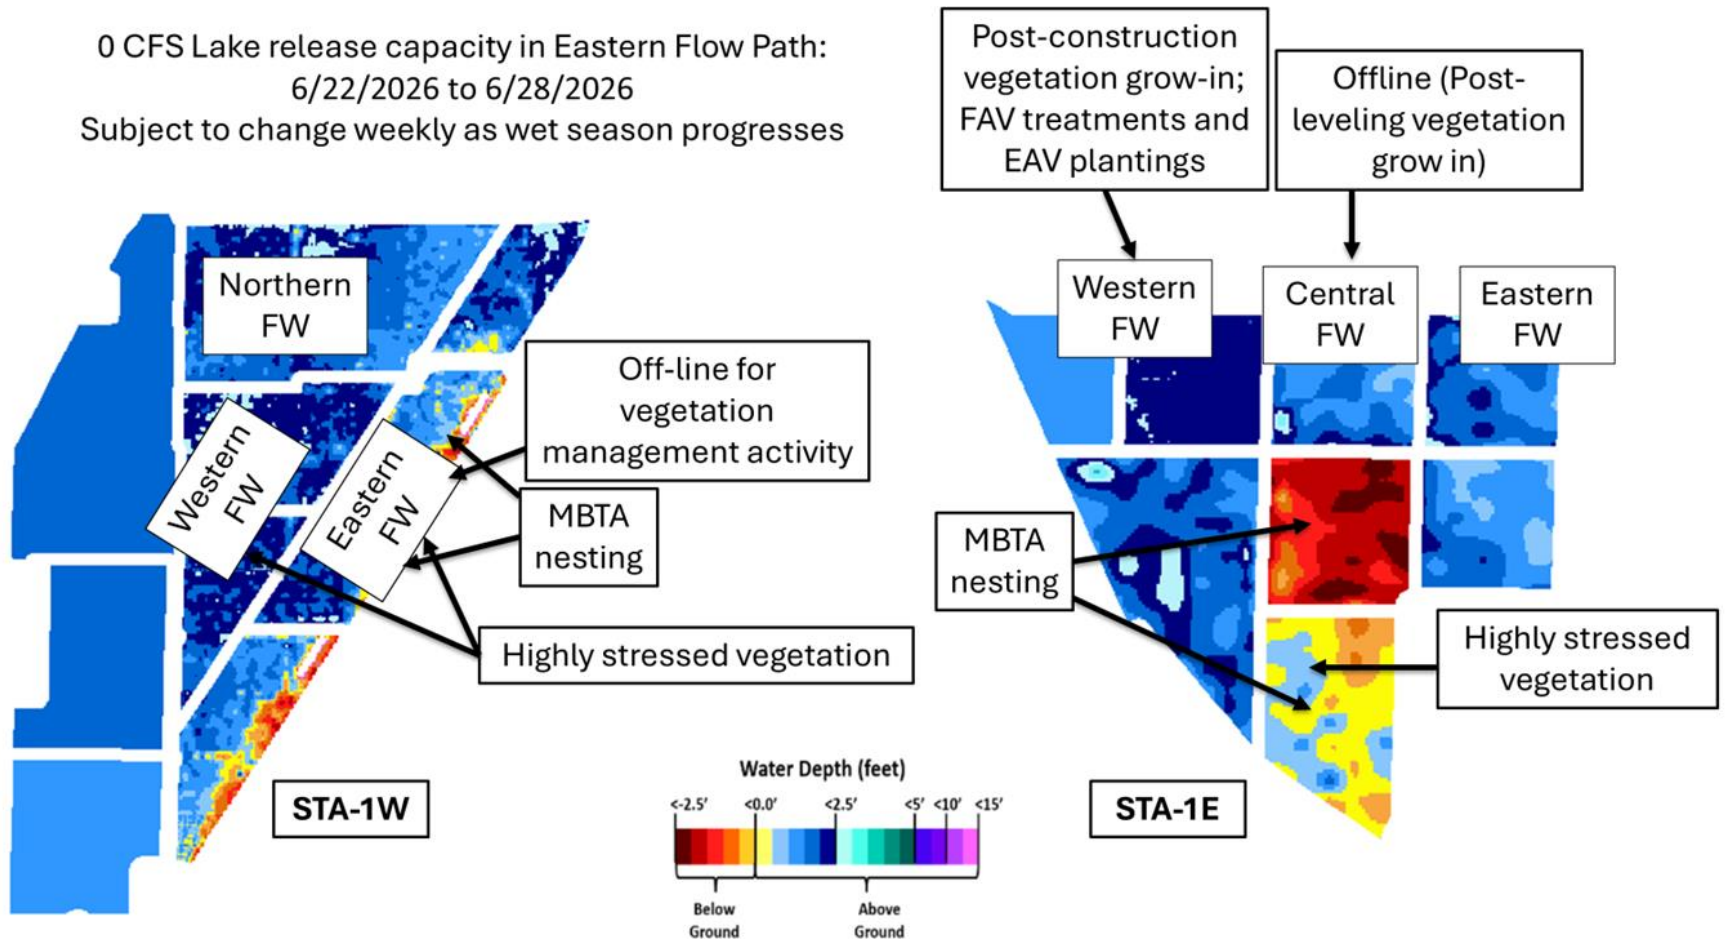 0 CFS Lake release capacity in Eastern Flow Path:
6/22/2026 to 6/28/2026
Subject to change weekly as wet season progresses
Post-construction
vegetation grow-in;
FAV treatments and
EAV plantings
Offline (Post-
leveling vegetation
grow in)
Northern
FW
Western
FW
Eastern
FW
Off-line for
vegetation
management activity
MBTA
nesting
Highly stressed vegetation
STA-1W
Western
FW
Central
FW
Eastern
FW
MBTA
nesting
Highly stressed
vegetation
STA-1E
Water Depth (feet)
<-2.5' <0.0' <2.5' <5' <10' <15'
Below
Ground
Above
Ground